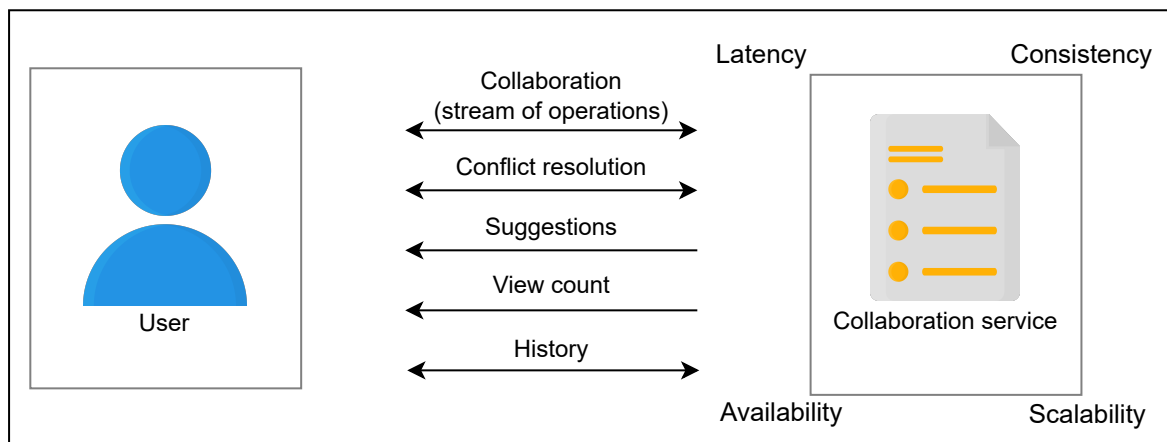 Latency
Consistency
Collaboration
(stream of operations)
Conflict resolution
Suggestions
View count
History
User
Collaboration service
Availability
Scalability